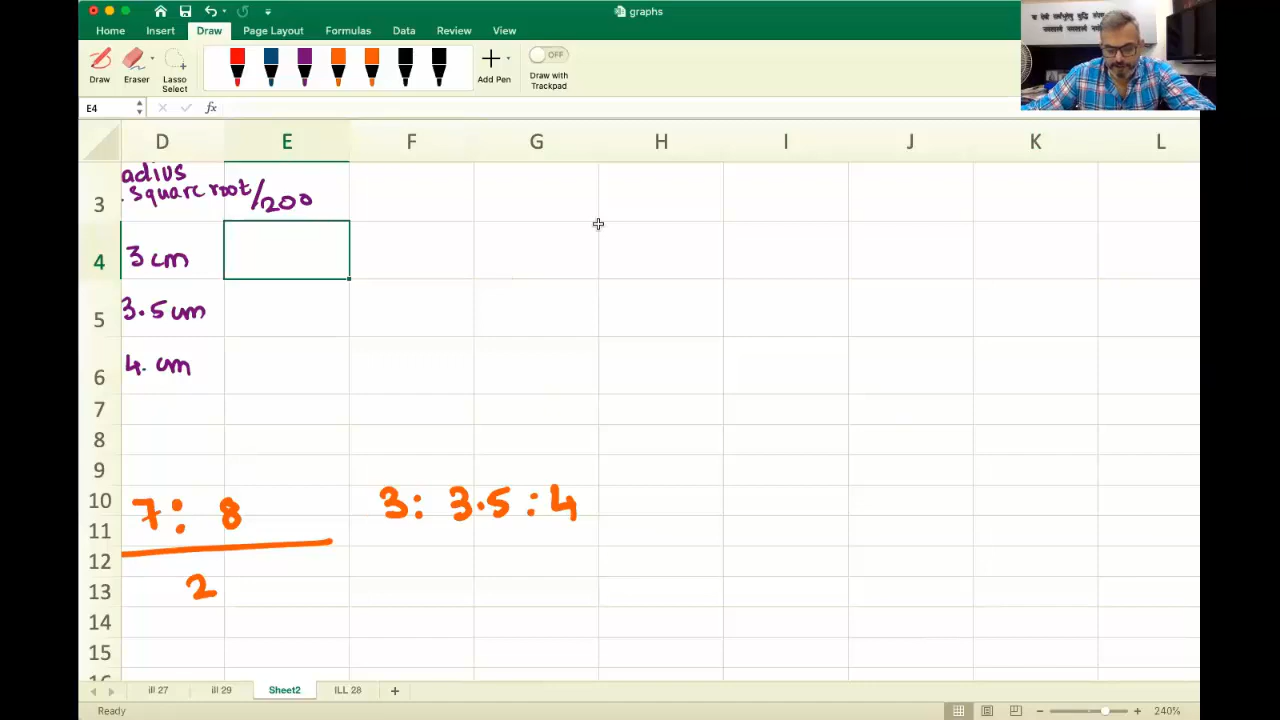 graphs
Home Insert Draw Page Layout Formulas Data Review View
Draw Eraser Lasso Select Add Pen OFF Draw with Trackpad
E4 fx
D E F G H I J K L
3 adius
square root/200
4 3 cm
5 3.5 cm
6 4. cm
7
8
9
10 7: 8 3: 3.5 : 4
11
12
13 2
14
15
ill 27 ill 29 Sheet2 ILL 28 +
Ready 240%